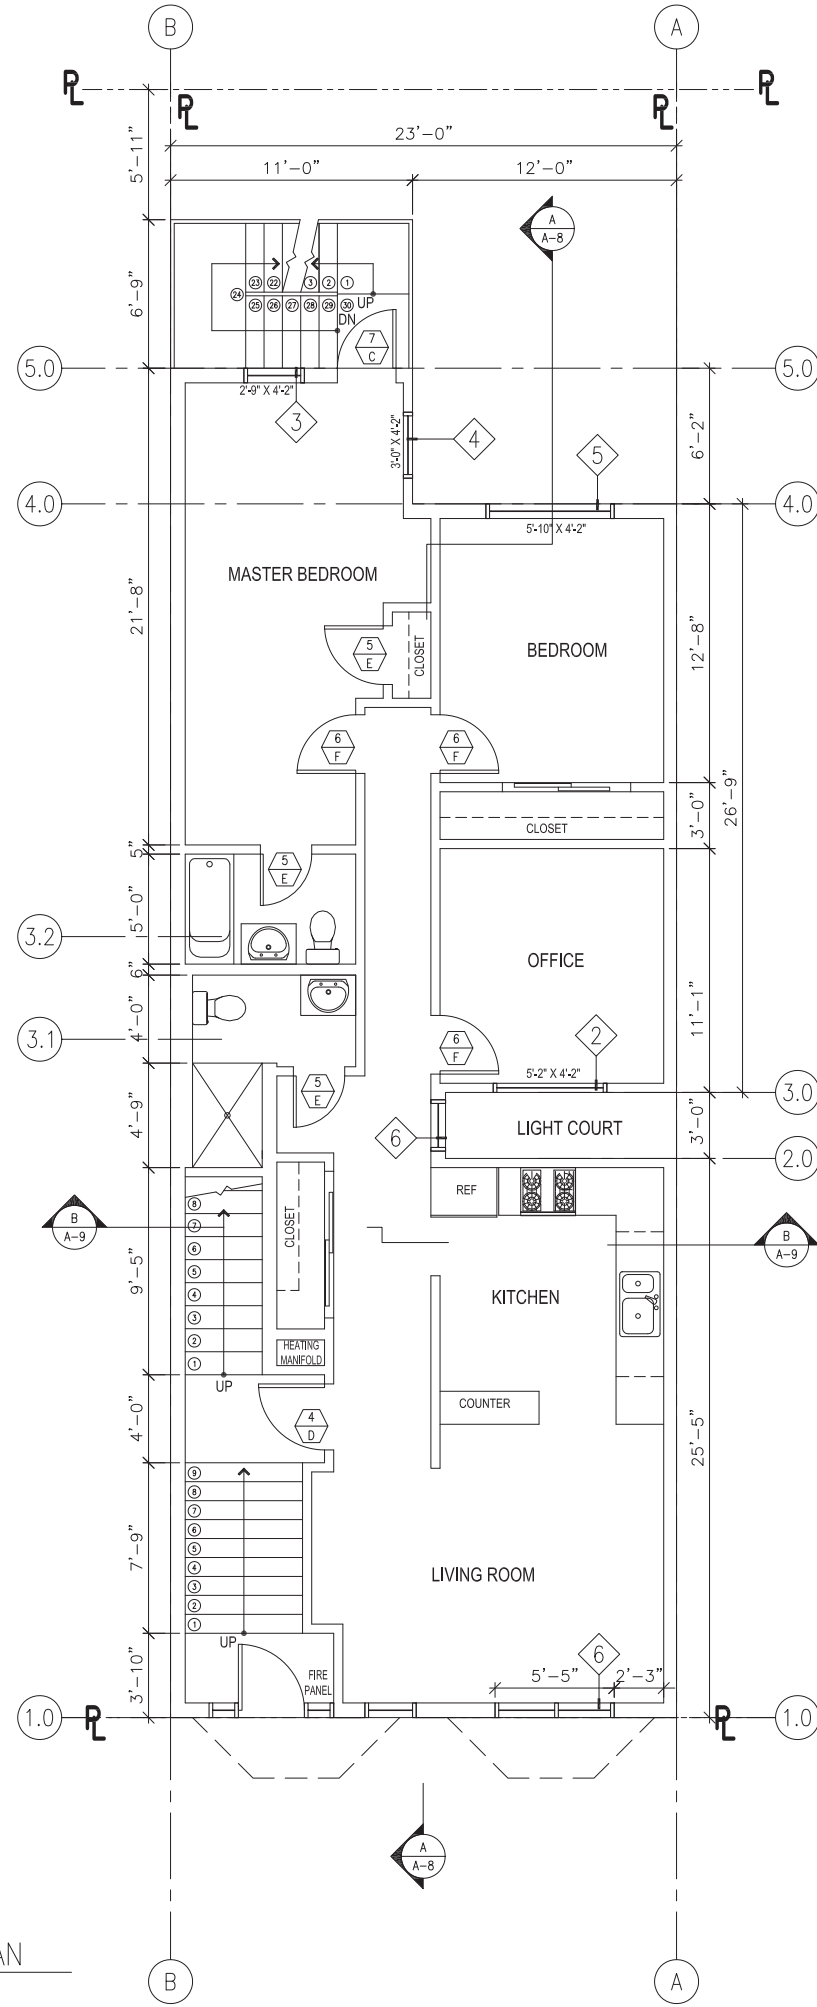 B
A
PL
PL
PL
PL
23'-0"
11'-0"
12'-0"
5'-11"
A
A-8
6'-9"
23
22
3
2
1
24
25
26
27
28
29
30
UP
DN
7
C
5.0
5.0
2'-9" X 4'-2"
3
3'-0" X 4'-2"
4
6'-2"
5
4.0
4.0
5'-10" X 4'-2"
MASTER BEDROOM
21'-8"
BEDROOM
12'-8"
5
E
CLOSET
6
F
6
F
26'-9"
CLOSET
3'-0"
5"
5
E
5'-0"
3.2
OFFICE
6"
4'-0"
11'-1"
3.1
6
F
2
5'-2" X 4'-2"
5
E
3.0
4'-9"
6
LIGHT COURT
3'-0"
2.0
REF
B
A-9
8
7
6
5
4
3
2
1
UP
CLOSET
9'-5"
B
A-9
KITCHEN
HEATING
MANIFOLD
4'-0"
4
D
COUNTER
25'-5"
9
8
7
6
5
4
3
2
1
UP
7'-9"
LIVING ROOM
3'-10"
FIRE
PANEL
5'-5"
6
2'-3"
1.0
PL
PL
1.0
A
A-8
AN
B
A